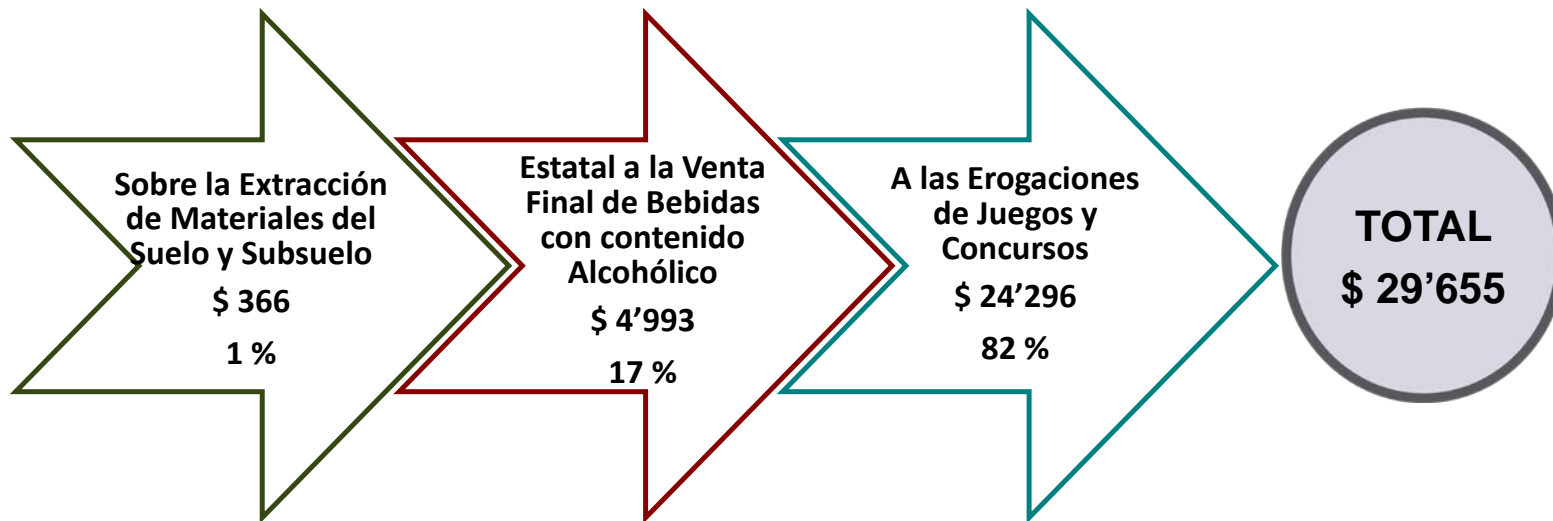 Sobre la Extracción
de Materiales del
Suelo y Subsuelo
$ 366
1 %
Estatal a la Venta
Final de Bebidas
con contenido
Alcohólico
$ 4’993
17 %
A las Erogaciones
de Juegos y
Concursos
$ 24’296
82 %
TOTAL
$ 29’655